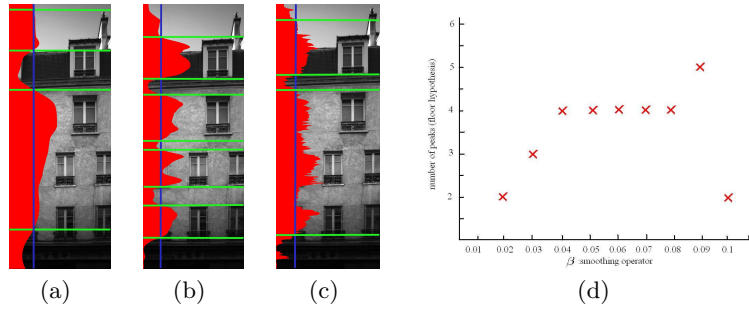 number of peaks (floor hypothesis)
6
5
4
3
2
0.01 0.02 0.03 0.04 0.05 0.06 0.07 0.08 0.09 0.1
β smoothing operator
(a) (b) (c) (d)